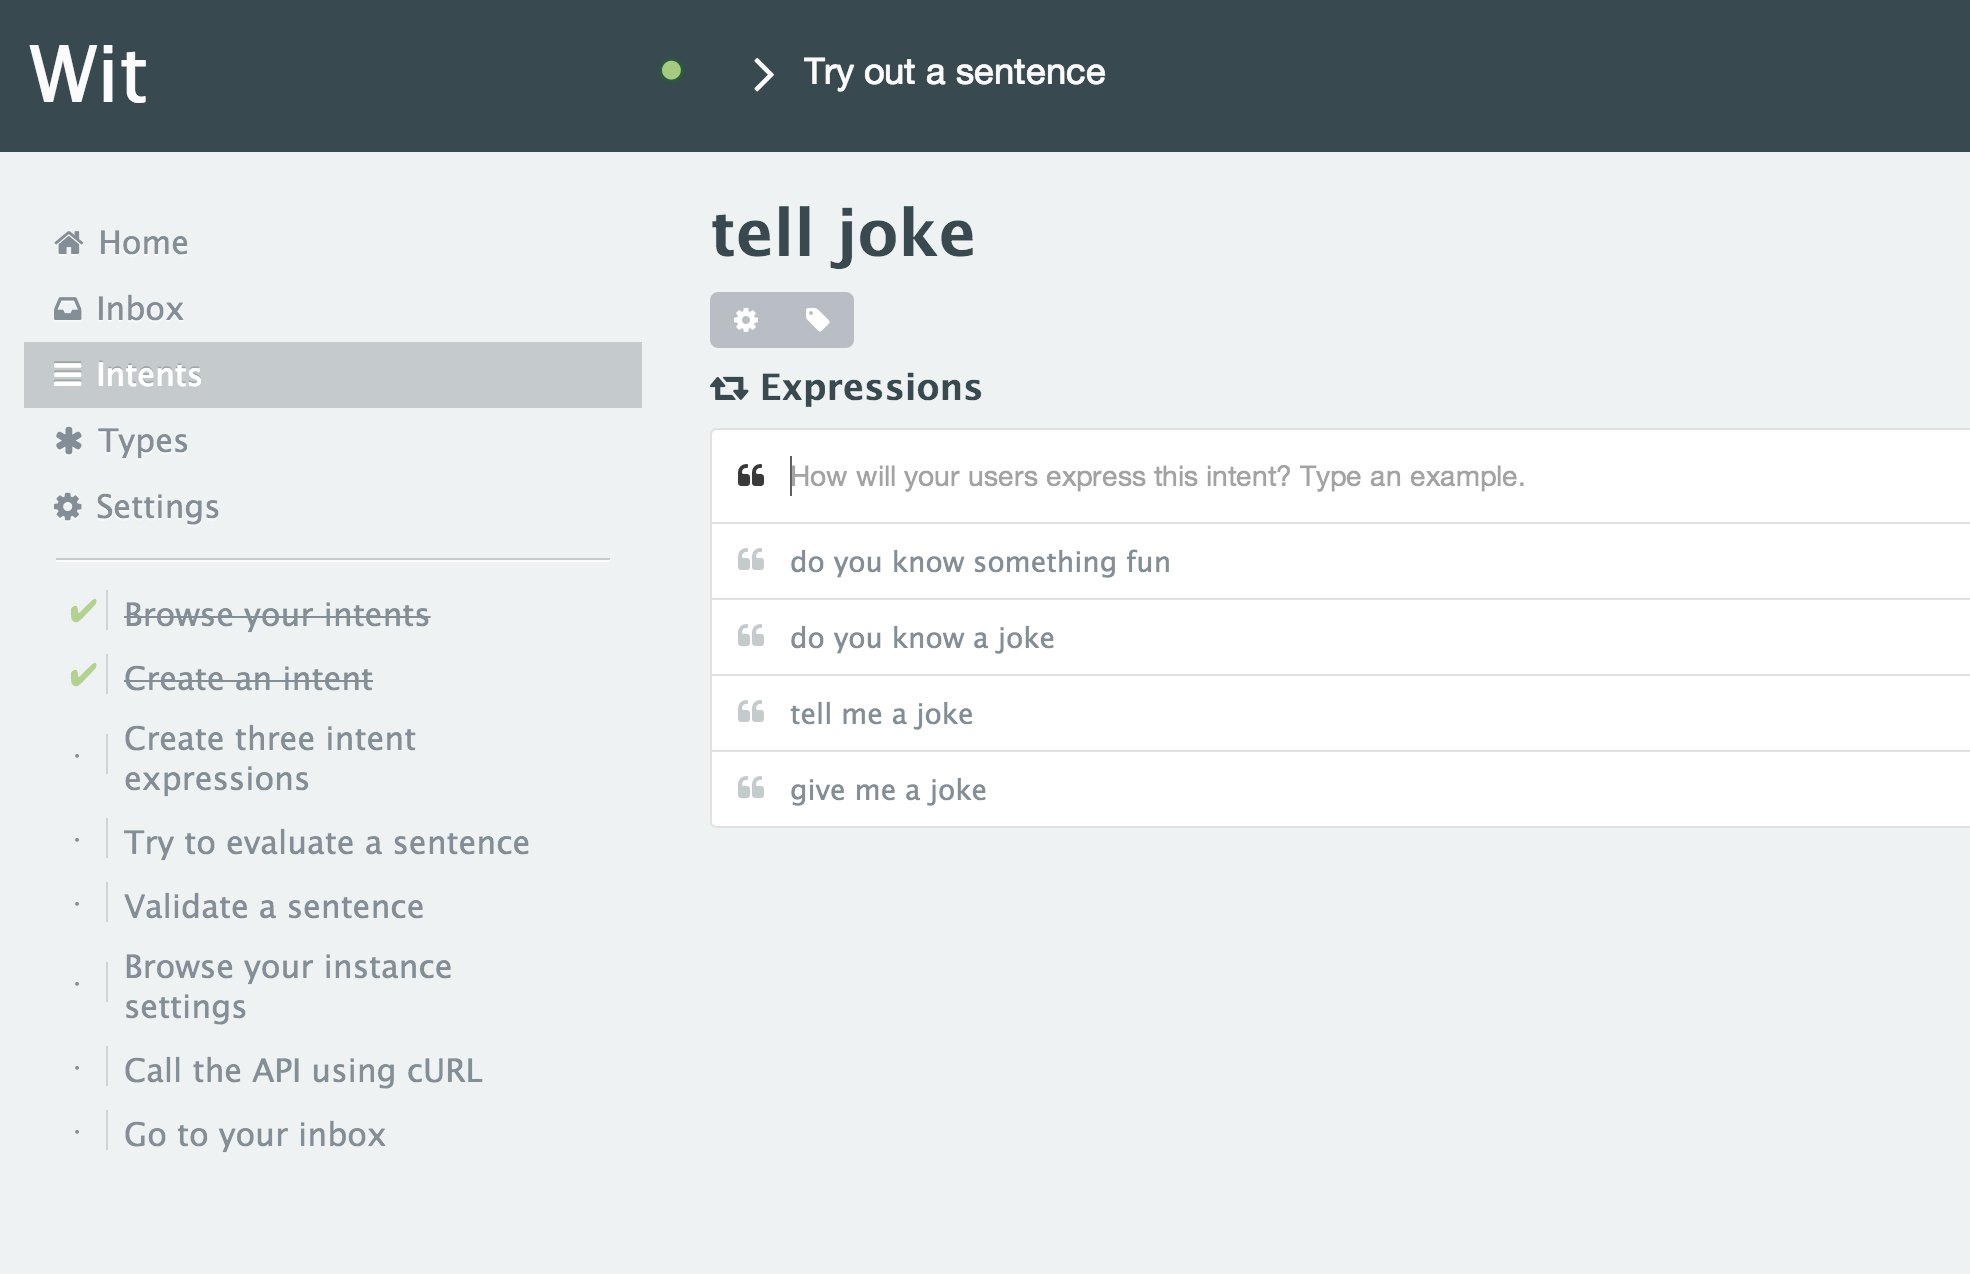 Wit
Try out a sentence
Home
Inbox
Intents
Types
Settings
Browse your intents
Create an intent
Create three intent
expressions
Try to evaluate a sentence
Validate a sentence
Browse your instance
settings
Call the API using cURL
Go to your inbox
tell joke
Expressions
How will your users express this intent? Type an example.
do you know something fun
do you know a joke
tell me a joke
give me a joke